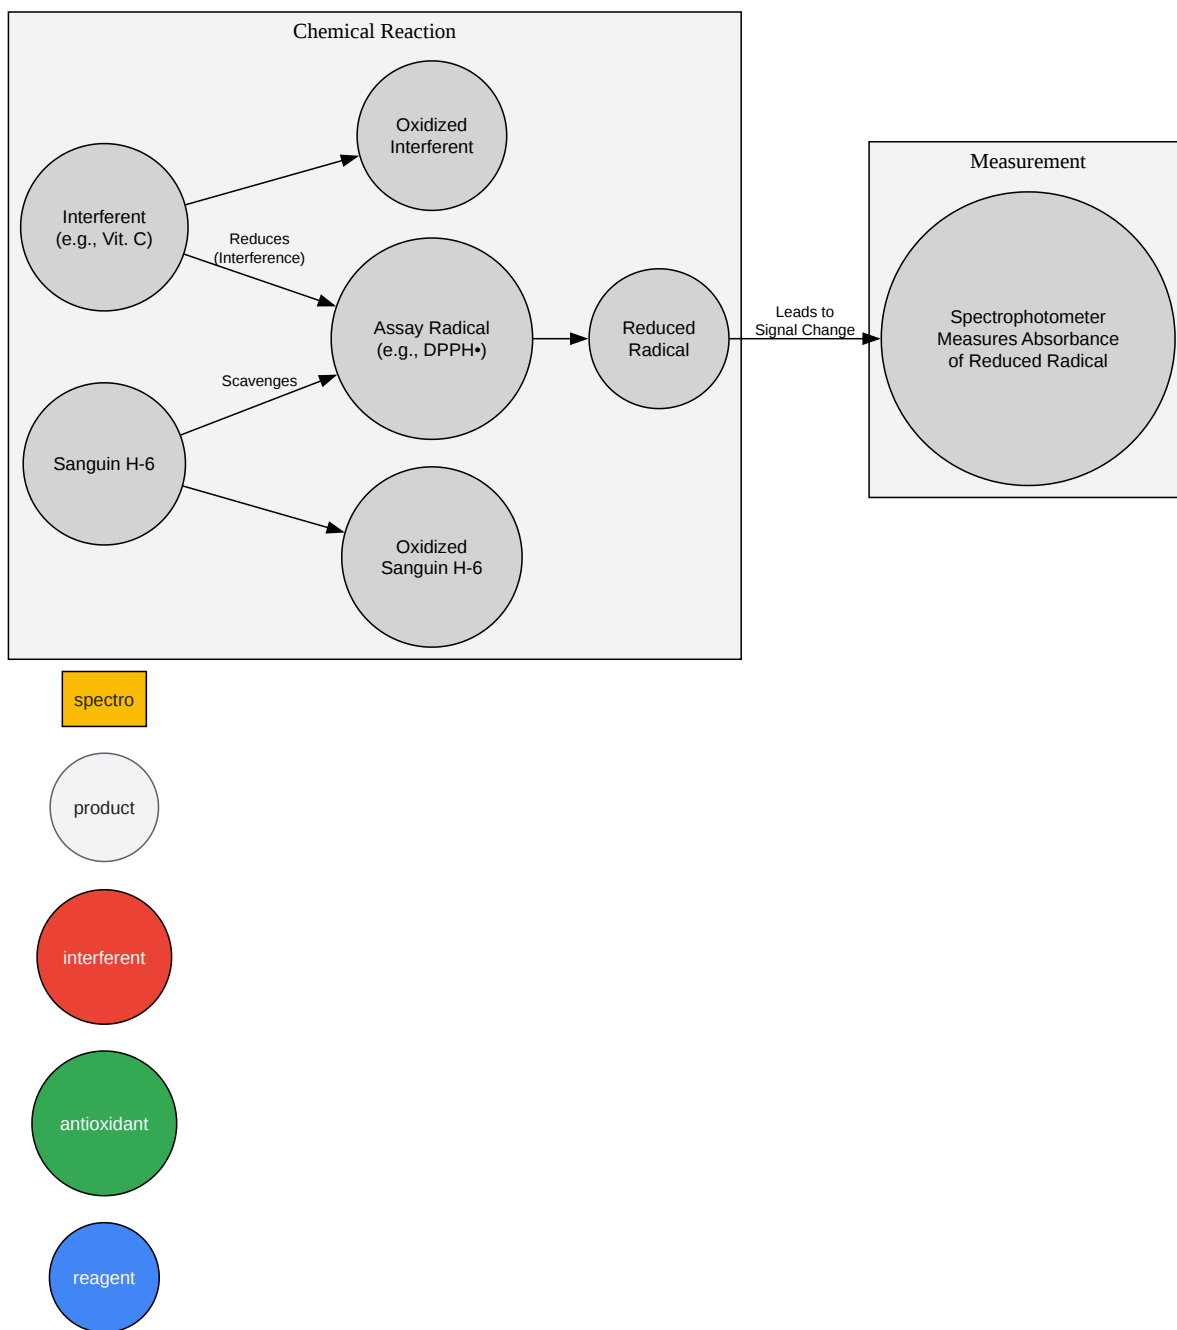 Chemical Reaction
Oxidized
Interferent
Interferent
(e.g., Vit. C)
Reduces
(Interference)
Assay Radical
(e.g., DPPH•)
Reduced
Radical
Scavenges
Sanguin H-6
Oxidized
Sanguin H-6
Leads to
Signal Change
Measurement
Spectrophotometer
Measures Absorbance
of Reduced Radical
spectro
product
interferent
antioxidant
reagent